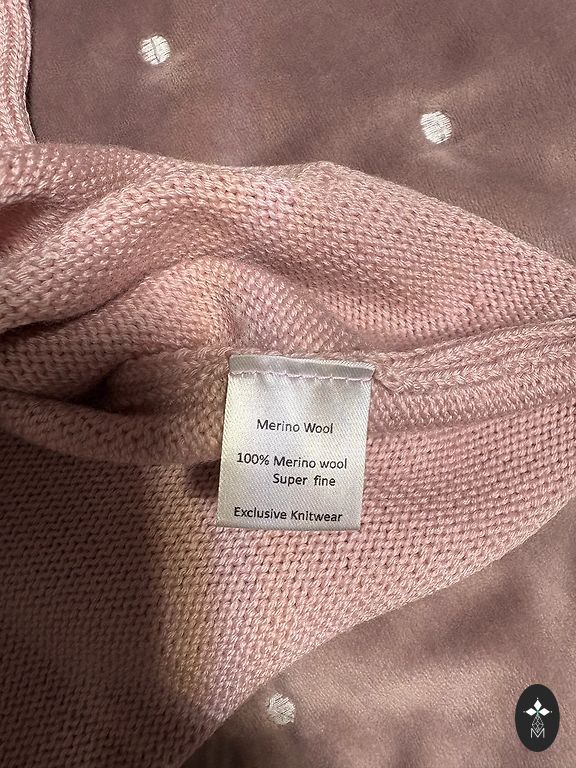 Merino Wool
100% Merino wool
Super fine
Exclusive Knitwear